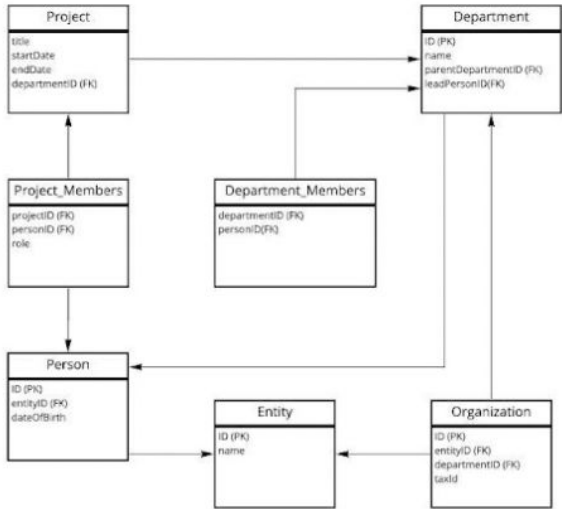 Project
title
startDate
endDate
departmentID (FK)
Department
ID (PK)
name
parentDepartmentID (FK)
leadPersonID(FK)
Project_Members
projectID (FK)
personID (FK)
role
Department_Members
departmentID (FK)
personID(FK)
Person
ID (PK)
entityID (FK)
dateOfBirth
Entity
ID (PK)
name
Organization
ID (PK)
entityID (FK)
departmentID (FK)
taxId